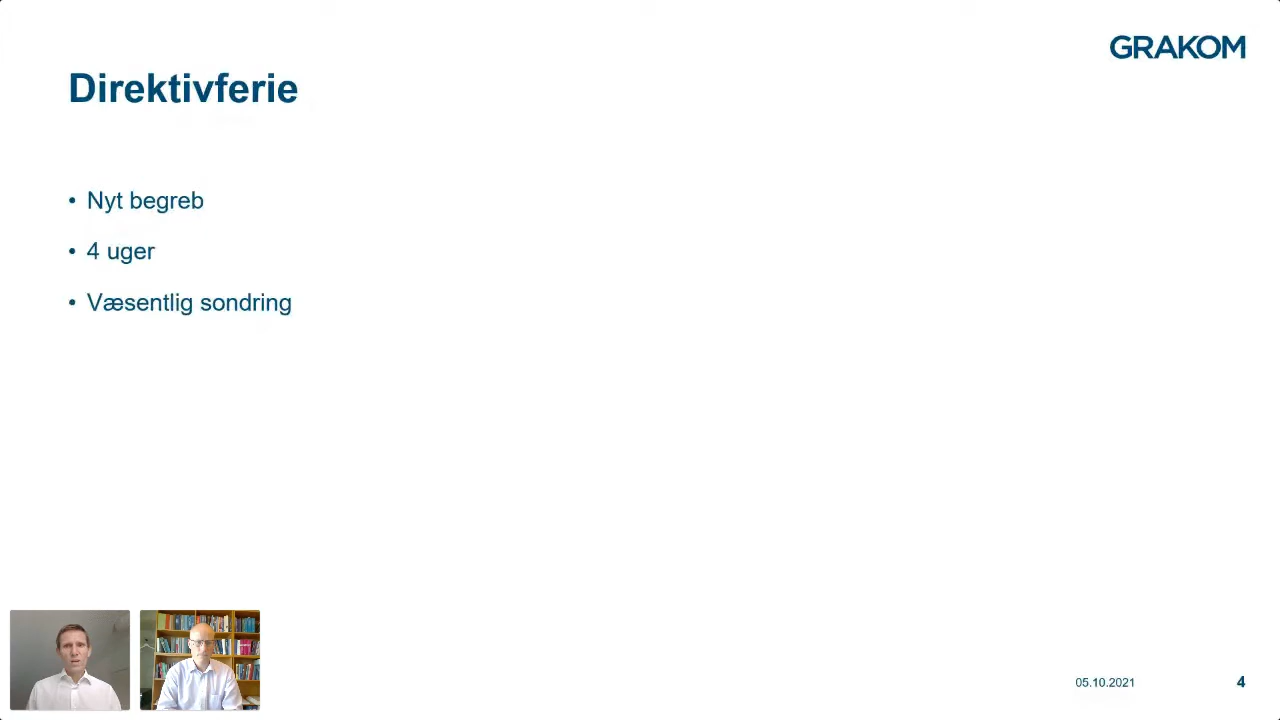 GRAKOM
Direktivferie
• Nyt begreb
• 4 uger
• Væsentlig sondring
05.10.2021
4